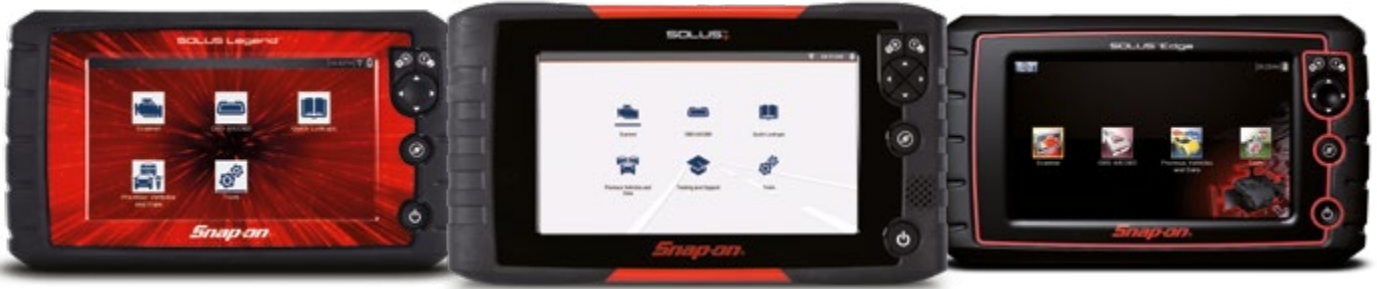 SOLUS Legend
Scanner
OBD-II/EOBD
Quick Lookups
Previous Vehicles
and Data
Tools
Snap-on
SOLUS+
Scanner
OBD-II/EOBD
Quick Lookups
Previous Vehicles and
Data
Training and Support
Tools
Snap-on
SOLUS Edge
Scanner
OBD-II/EOBD
Previous Vehicles
and Data
Tools
Snap-on